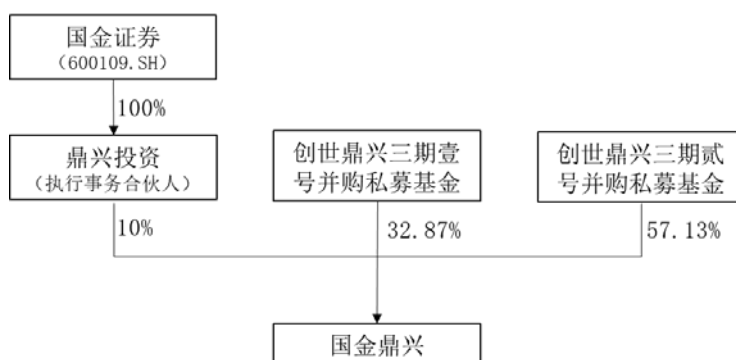 国金证券
（600109.SH）
100%
鼎兴投资
（执行事务合伙人）
创世鼎兴三期壹
号并购私募基金
创世鼎兴三期贰
号并购私募基金
10%
32.87%
57.13%
国金鼎兴